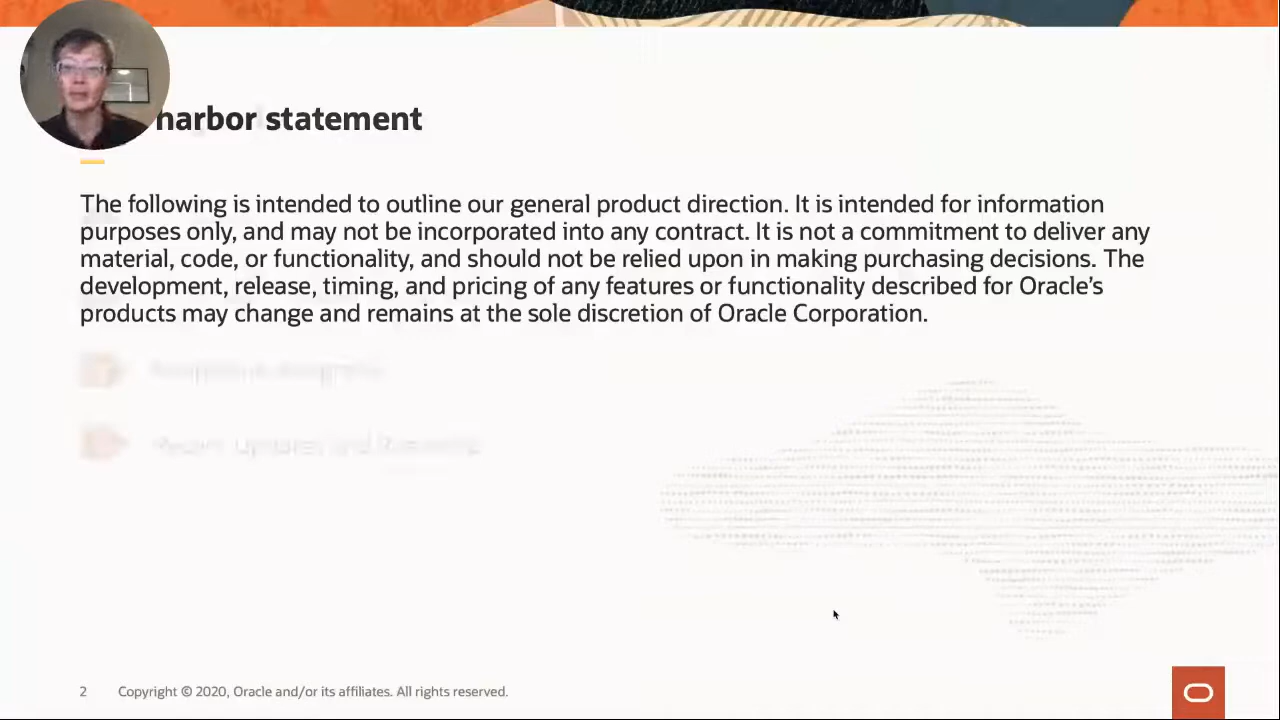 harbor statement
The following is intended to outline our general product direction. It is intended for information
purposes only, and may not be incorporated into any contract. It is not a commitment to deliver any
material, code, or functionality, and should not be relied upon in making purchasing decisions. The
development, release, timing, and pricing of any features or functionality described for Oracle’s
products may change and remains at the sole discretion of Oracle Corporation.
2 Copyright © 2020, Oracle and/or its affiliates. All rights reserved.